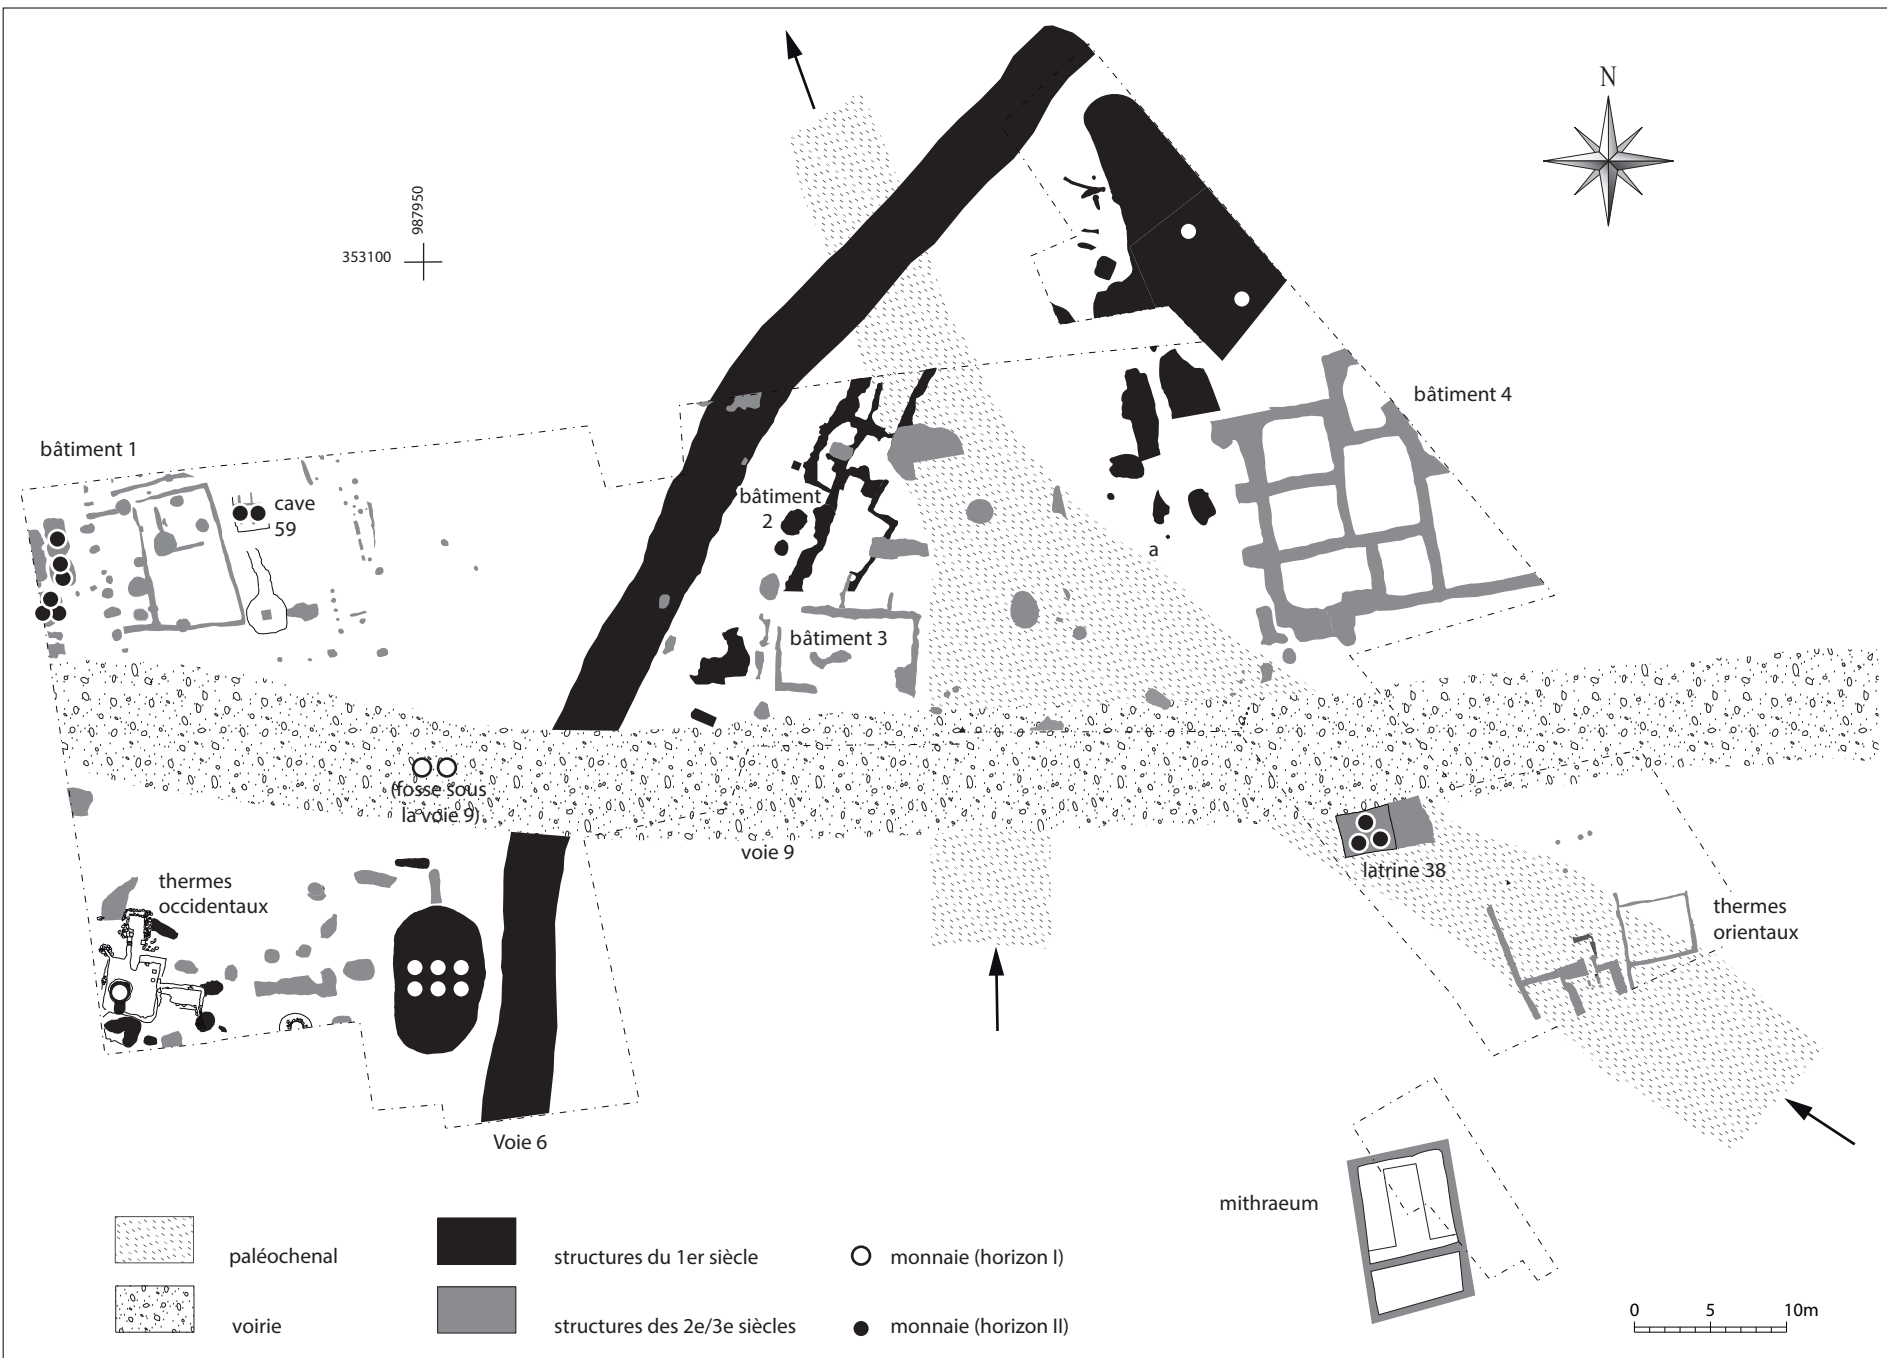 N
987950
353100
bâtiment 4
bâtiment 1
cave
59
bâtiment
2
a
bâtiment 3
(fosse sous
la voie 9)
voie 9
latrine 38
thermes
occidentaux
thermes
orientaux
Voie 6
mithraeum
paléochenal
structures du 1er siècle
monnaie (horizon I)
voirie
structures des 2e/3e siècles
monnaie (horizon II)
0 5 10m